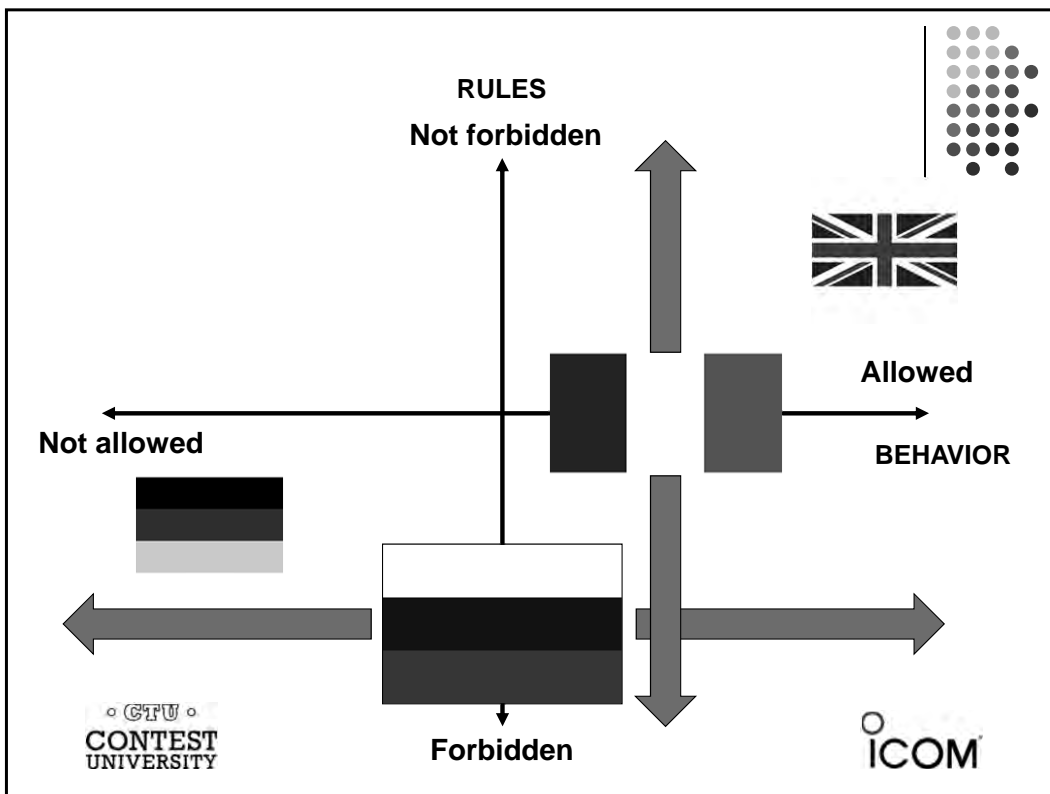 RULES
Not forbidden
Allowed
Not allowed
BEHAVIOR
Forbidden
CTU
CONTEST
UNIVERSITY
ICOM